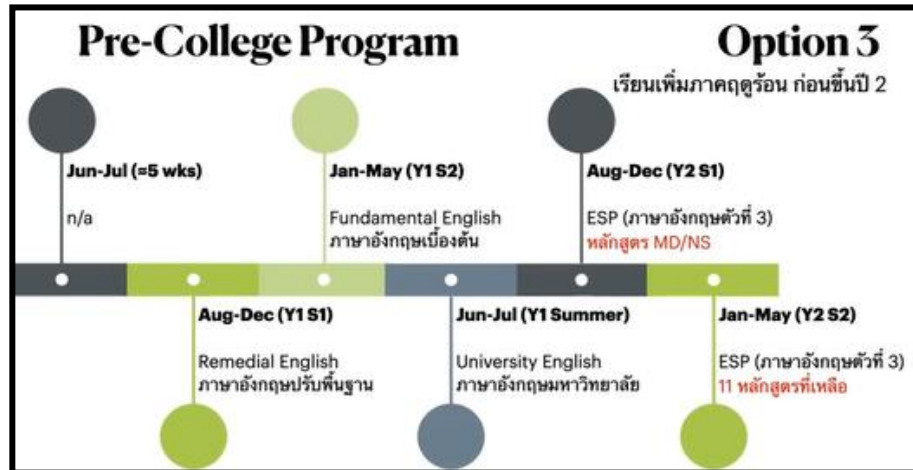 Pre-College Program
Option 3
เรียนเพิ่มภาคฤดูร้อน ก่อนขึ้นปี 2
Jun-Jul (≈5 wks)
n/a
Jan-May (Y1 S2)
Fundamental English
ภาษาอังกฤษเบื้องต้น
Aug-Dec (Y2 S1)
ESP (ภาษาอังกฤษตัวที่ 3)
หลักสูตร MD/NS
Aug-Dec (Y1 S1)
Remedial English
ภาษาอังกฤษปรับพื้นฐาน
Jun-Jul (Y1 Summer)
University English
ภาษาอังกฤษมหาวิทยาลัย
Jan-May (Y2 S2)
ESP (ภาษาอังกฤษตัวที่ 3)
11 หลักสูตรที่เหลือ